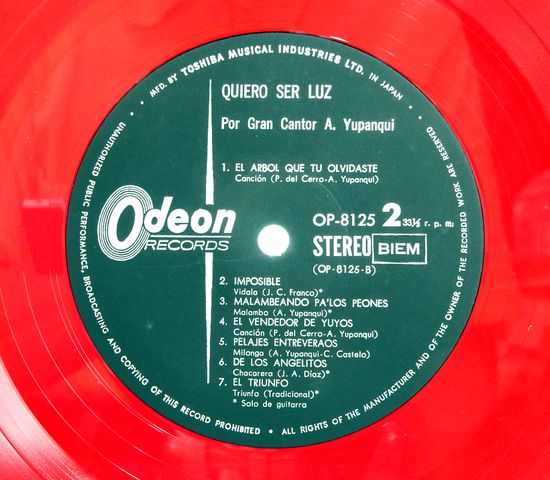 MFD. BY TOSHIBA MUSICAL INDUSTRIES LTD. IN JAPAN
QUIERO SER LUZ
Por Gran Cantor A. Yupanqui
1. EL ARBOL QUE TU OLVIDASTE
Canción (P. del Cerro-A. Yupanqui)
Odeon
RECORDS
OP-8125 2 33⅓ r. p. m.
STEREO BIEM
(OP-8125-B)
2. IMPOSIBLE
Vidala (J. C. Franco)*
3. MALAMBEANDO PA'LOS PEONES
Malambo (A. Yupanqui)*
4. EL VENDEDOR DE YUYOS
Canción (P. del Cerro-A. Yupanqui)
5. PELAJES ENTREVERAOS
Milonga (A. Yupanqui-C. Castelo)
6. DE LOS ANGELITOS
Chacarera (J. A. Díaz)*
7. EL TRIUNFO
Triunfo (Tradicional)*
* Solo de guitarra
UNAUTHORIZED PUBLIC PERFORMANCE, BROADCASTING AND COPYING OF THIS RECORD PROHIBITED • ALL RIGHTS OF THE MANUFACTURER AND OF THE OWNER OF THE RECORDED WORK ARE RESERVED